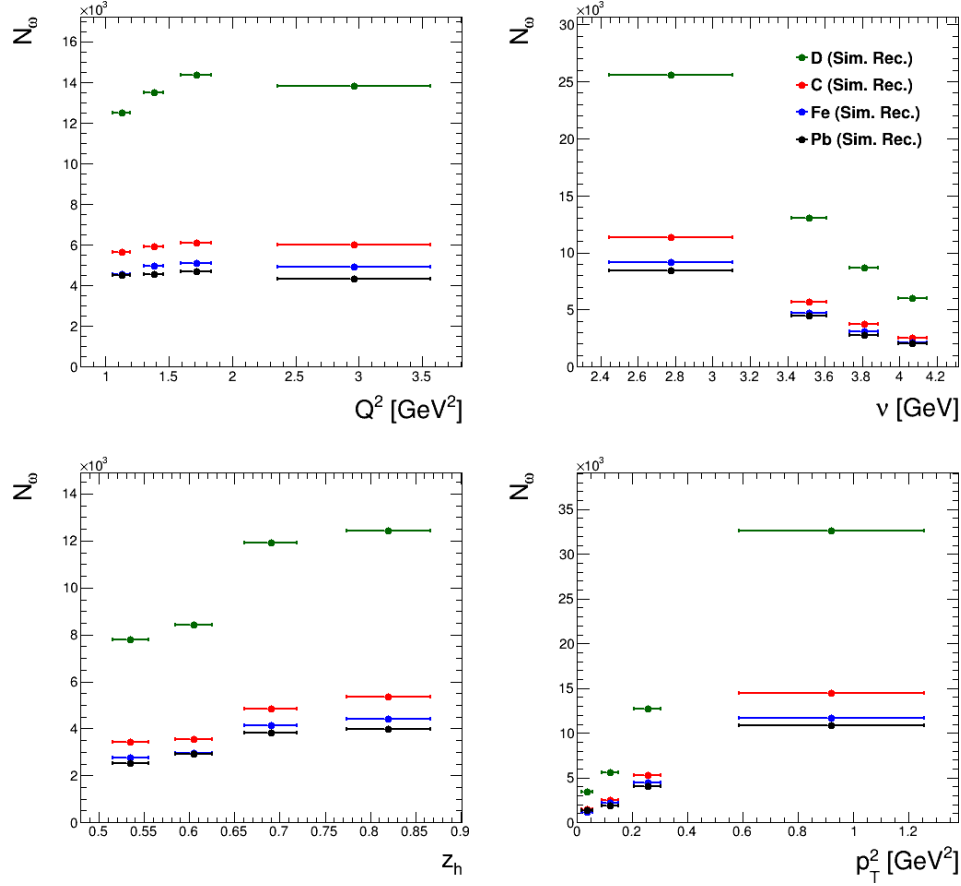 ×10³
N_ω
16
14
12
10
8
6
4
2
0
1 1.5 2 2.5 3 3.5
Q² [GeV²]
×10³
N_ω
30
25
20
15
10
5
0
D (Sim. Rec.)
C (Sim. Rec.)
Fe (Sim. Rec.)
Pb (Sim. Rec.)
2.4 2.6 2.8 3 3.2 3.4 3.6 3.8 4 4.2
ν [GeV]
×10³
N_ω
14
12
10
8
6
4
2
0
0.5 0.55 0.6 0.65 0.7 0.75 0.8 0.85 0.9
z_h
×10³
N_ω
35
30
25
20
15
10
5
0
0 0.2 0.4 0.6 0.8 1 1.2
p_T² [GeV²]